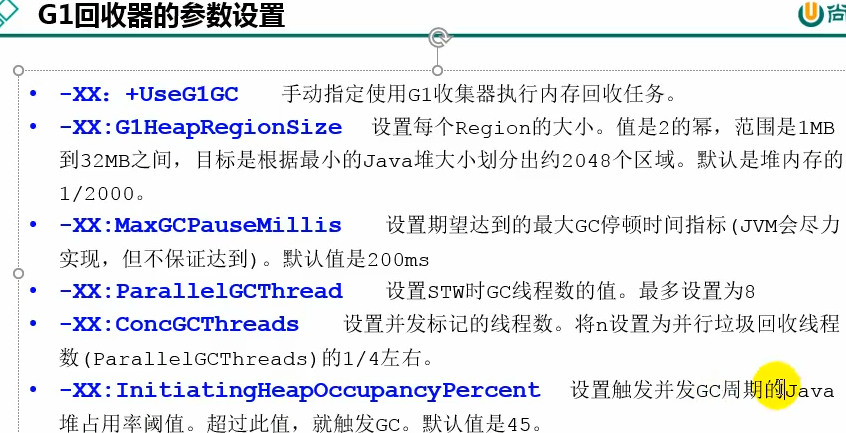 G1回收器的参数设置
尚
• -XX：+UseG1GC 手动指定使用G1收集器执行内存回收任务。
• -XX:G1HeapRegionSize 设置每个Region的大小。值是2的幂，范围是1MB
到32MB之间，目标是根据最小的Java堆大小划分出约2048个区域。默认是堆内存的
1/2000。
• -XX:MaxGCPauseMillis 设置期望达到的最大GC停顿时间指标(JVM会尽力
实现，但不保证达到)。默认值是200ms
• -XX:ParallelGCThread 设置STW时GC线程数的值。最多设置为8
• -XX:ConcGCThreads 设置并发标记的线程数。将n设置为并行垃圾回收线程
数(ParallelGCThreads)的1/4左右。
• -XX:InitiatingHeapOccupancyPercent 设置触发并发GC周期的Java
堆占用率阈值。超过此值，就触发GC。默认值是45。